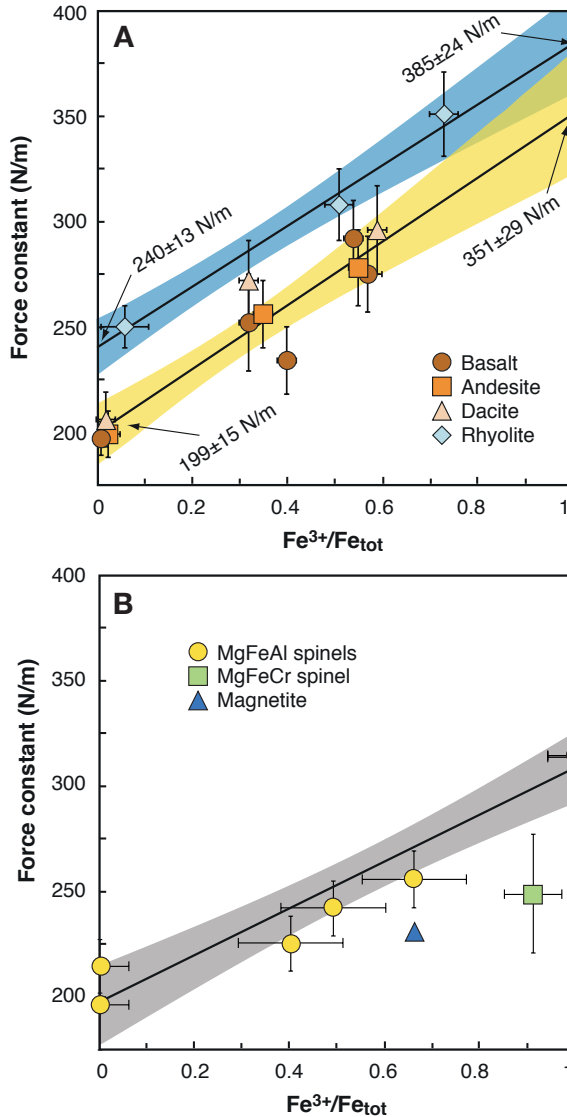 A
400
350
300
250
200
Force constant (N/m)
385±24 N/m
240±13 N/m
351±29 N/m
199±15 N/m
Basalt
Andesite
Dacite
Rhyolite
0 0.2 0.4 0.6 0.8 1
Fe³⁺/Feₜₒₜ
B
400
350
300
250
200
Force constant (N/m)
MgFeAl spinels
MgFeCr spinel
Magnetite
0 0.2 0.4 0.6 0.8 1
Fe³⁺/Feₜₒₜ